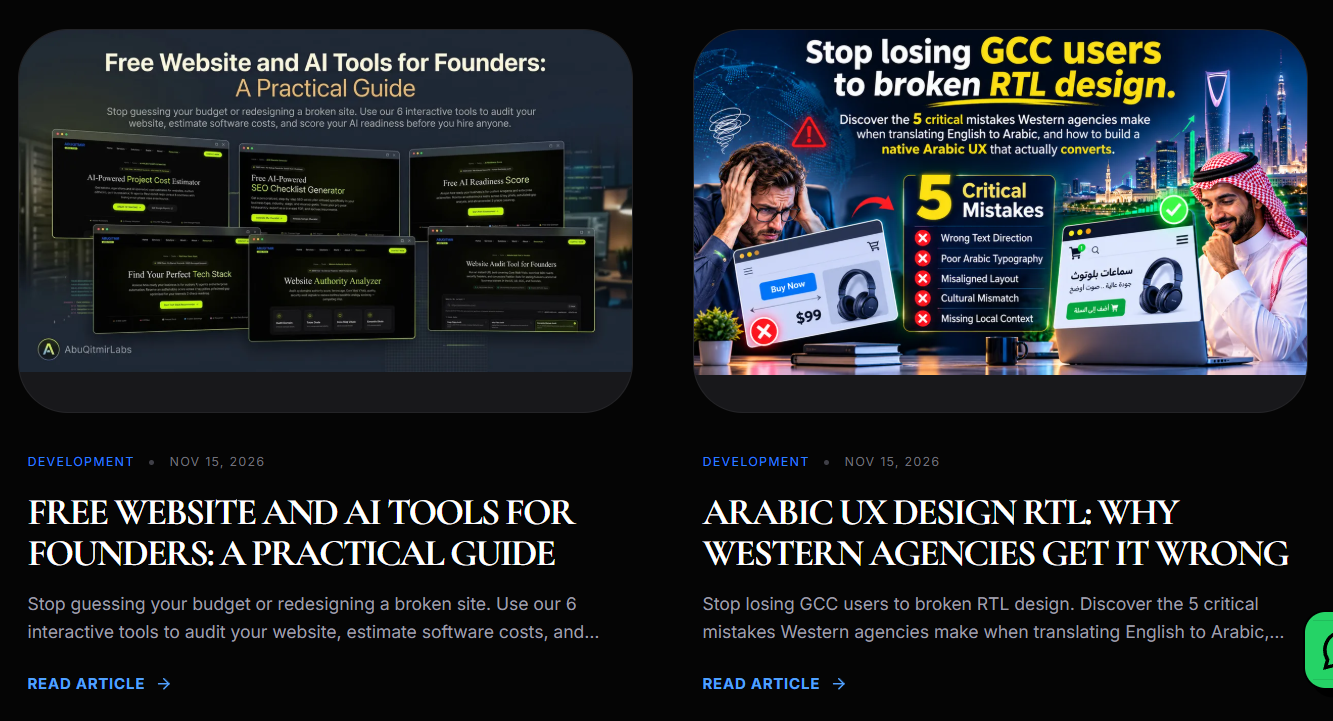 Free Website and AI Tools for Founders:
A Practical Guide
Stop guessing your budget or redesigning a broken site. Use our 6 interactive tools to audit your
website, estimate software costs, and score your AI readiness before you hire anyone.
AI-Powered Project Cost Estimator
Free AI-Powered
SEO Checklist Generator
Free AI Readiness Score
Find Your Perfect Tech Stack
Website Authority Analyzer
Website Audit Tool for Founders
A AbuQitmirLabs
Stop losing GCC users
to broken RTL design.
Discover the 5 critical mistakes Western agencies make
when translating English to Arabic, and how to build a
native Arabic UX that actually converts.
5 Critical
Mistakes
Wrong Text Direction
Poor Arabic Typography
Misaligned Layout
Cultural Mismatch
Missing Local Context
Buy Now
$99
سماعات بلوتوث
جودة عالية .. صوت أوضح
أضف إلى السلة
DEVELOPMENT • NOV 15, 2026
FREE WEBSITE AND AI TOOLS FOR
FOUNDERS: A PRACTICAL GUIDE
Stop guessing your budget or redesigning a broken site. Use our 6
interactive tools to audit your website, estimate software costs, and...
READ ARTICLE →
DEVELOPMENT • NOV 15, 2026
ARABIC UX DESIGN RTL: WHY
WESTERN AGENCIES GET IT WRONG
Stop losing GCC users to broken RTL design. Discover the 5 critical
mistakes Western agencies make when translating English to Arabic,...
READ ARTICLE →